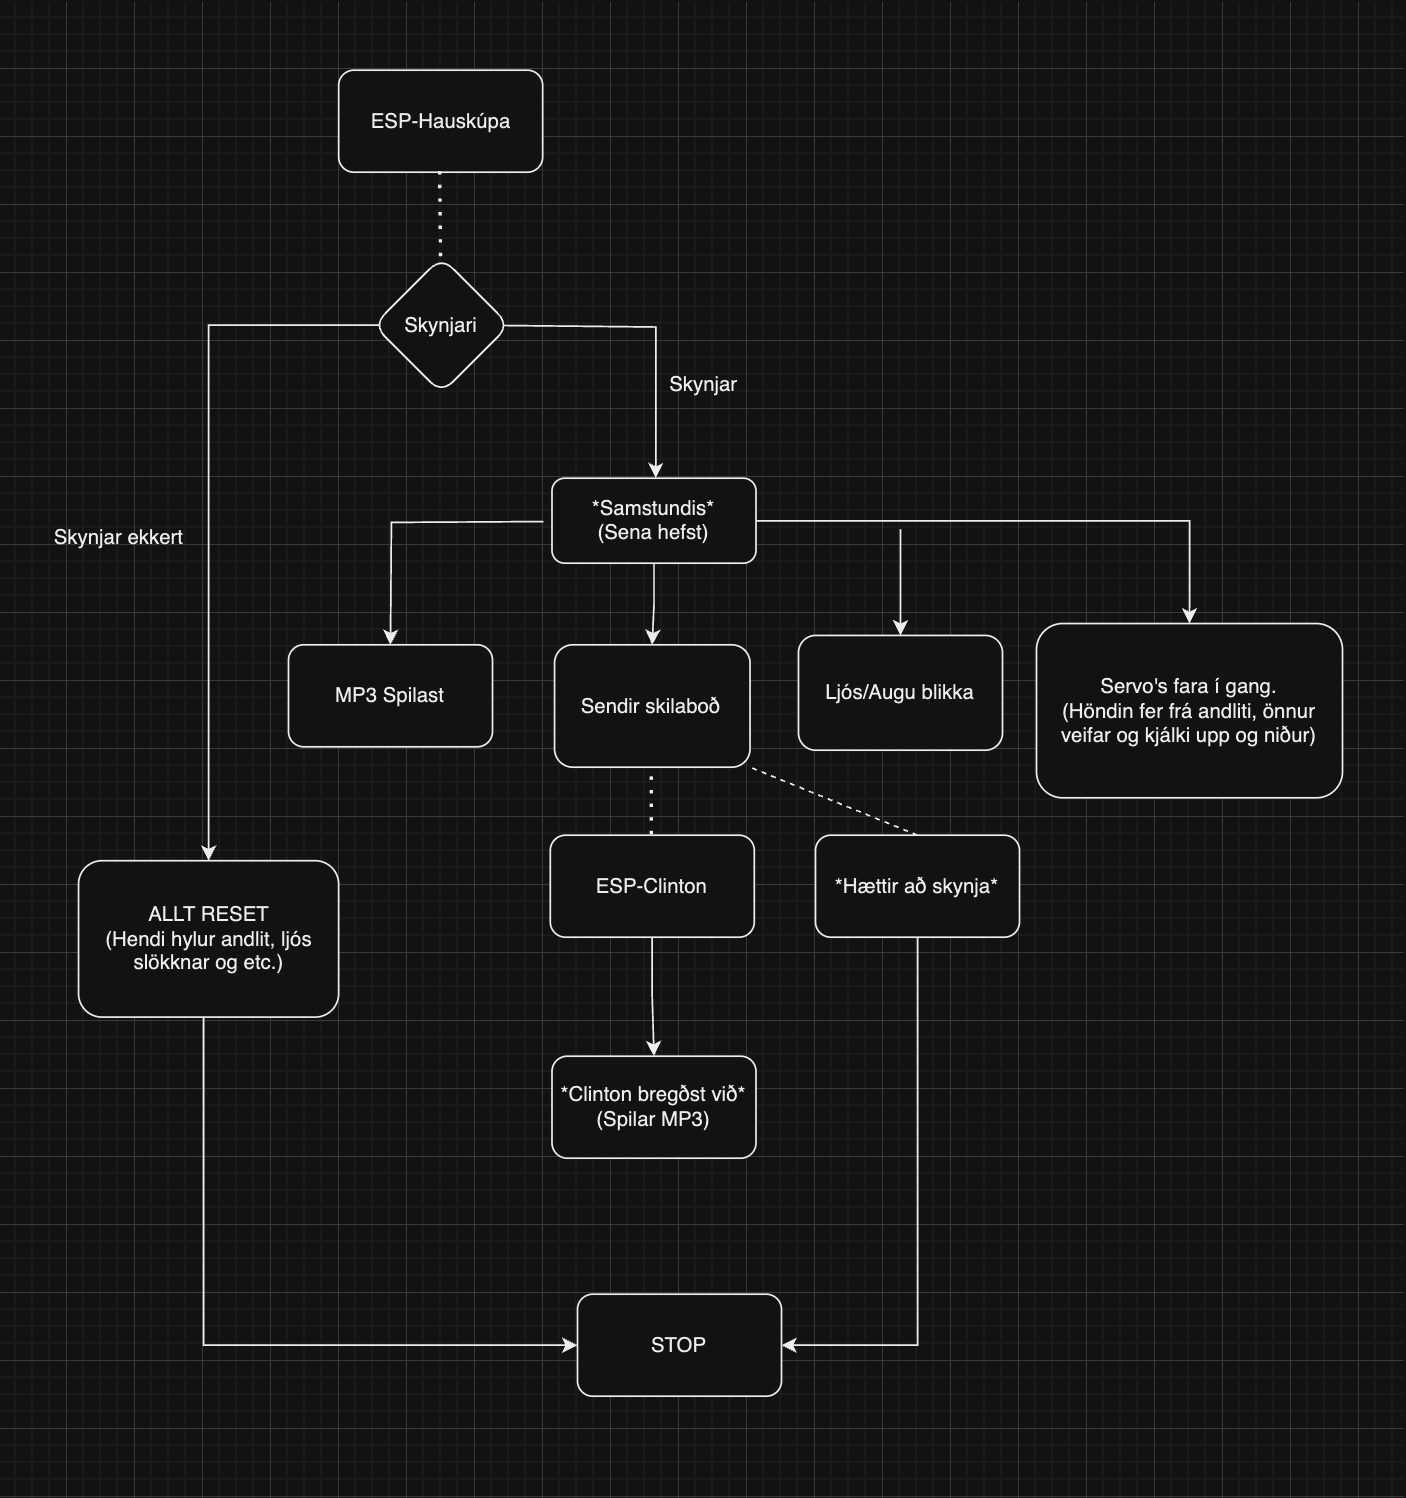 ESP-Hauskúpa
Skynjari
Skynjar
*Samstundis*
(Sena hefst)
Skynjar ekkert
MP3 Spilast
Sendir skilaboð
Ljós/Augu blikka
Servo's fara í gang.
(Höndin fer frá andliti, önnur
veifar og kjálki upp og niður)
ESP-Clinton
*Hættir að skynja*
ALLT RESET
(Hendi hylur andlit, ljós
slökknar og etc.)
*Clinton bregðst við*
(Spilar MP3)
STOP